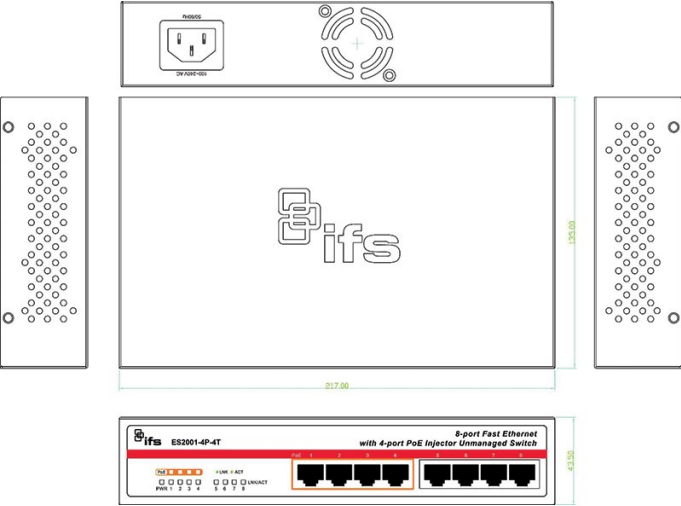 50/60Hz
100~240V AC
ifs
135.00
217.00
ifs ES2001-4P-4T
8-port Fast Ethernet
with 4-port PoE Injector Unmanaged Switch
PoE 1 2 3 4 5 6 7 8
PoE LNK ACT
LNK/ACT
PWR 1 2 3 4 5 6 7 8
43.50